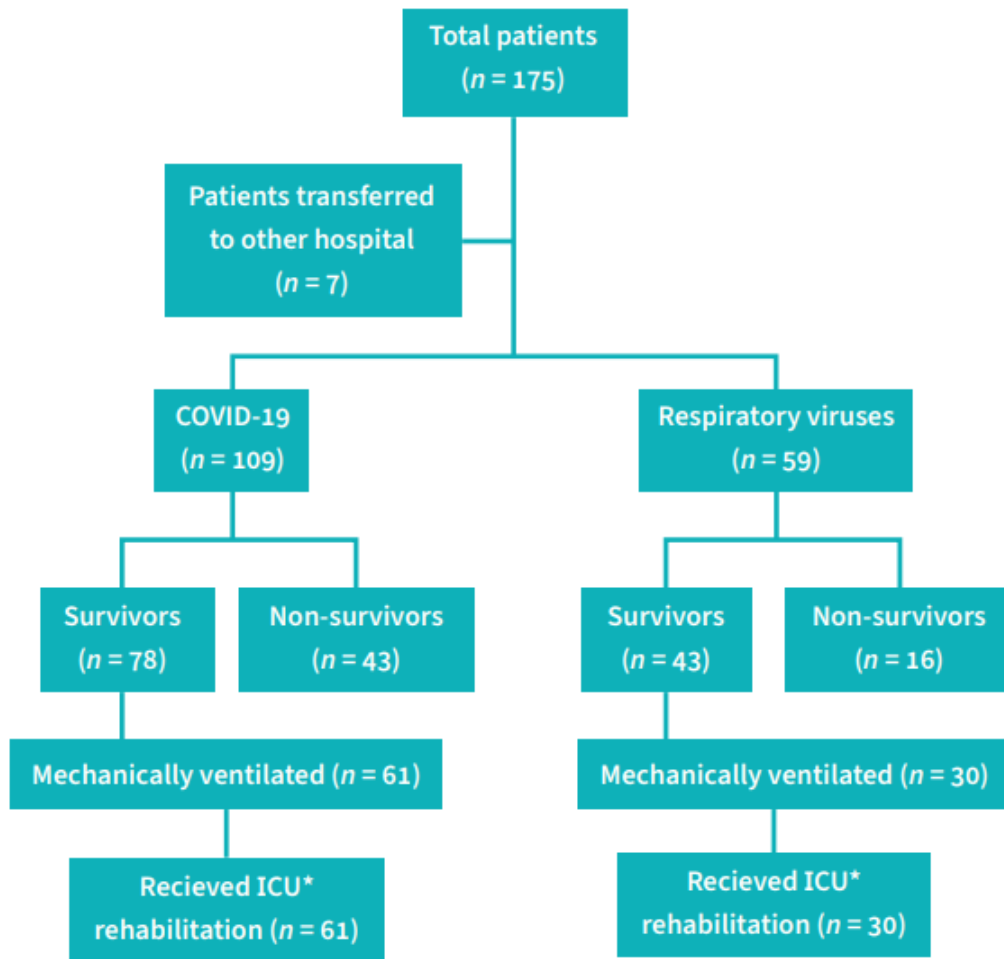 Total patients
(n = 175)
Patients transferred
to other hospital
(n = 7)
COVID-19
(n = 109)
Respiratory viruses
(n = 59)
Survivors
(n = 78)
Non-survivors
(n = 43)
Survivors
(n = 43)
Non-survivors
(n = 16)
Mechanically ventilated (n = 61)
Mechanically ventilated (n = 30)
Recieved ICU*
rehabilitation (n = 61)
Recieved ICU*
rehabilitation (n = 30)